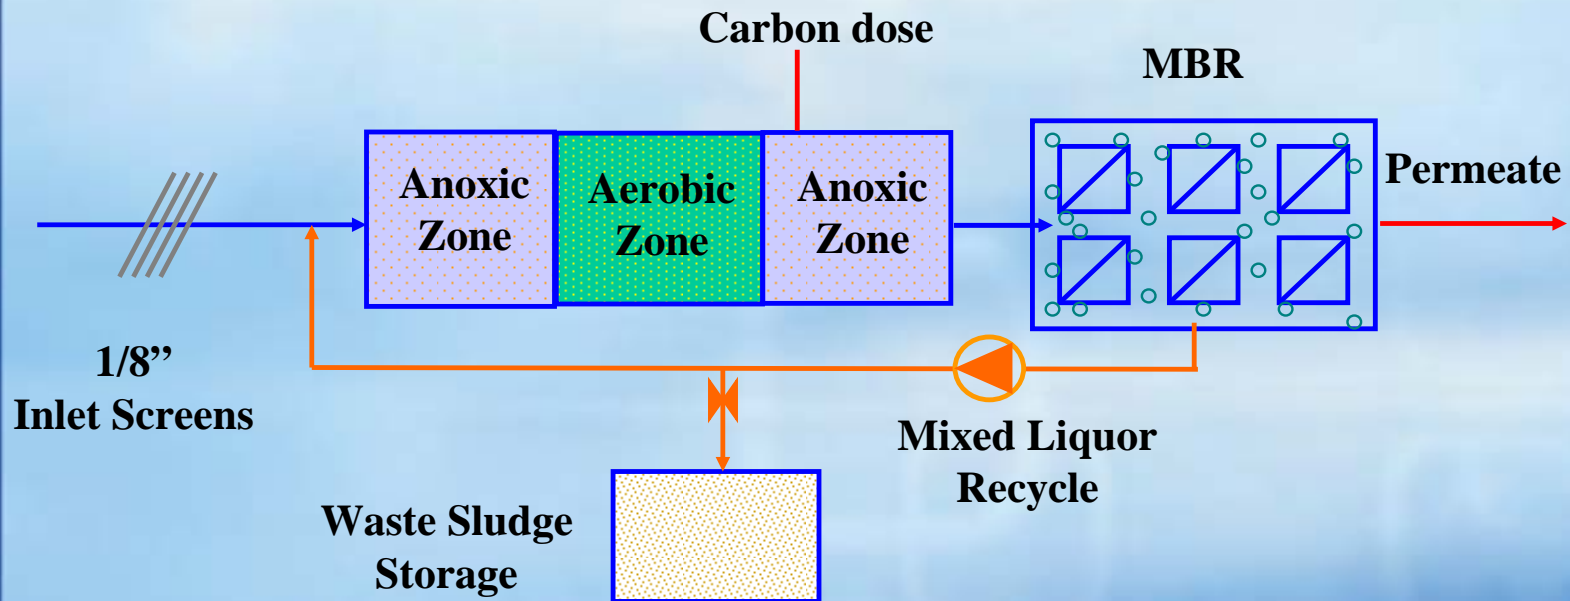 Carbon dose
MBR
Anoxic
Zone
Aerobic
Zone
Anoxic
Zone
Permeate
1/8”
Inlet Screens
Mixed Liquor
Recycle
Waste Sludge
Storage